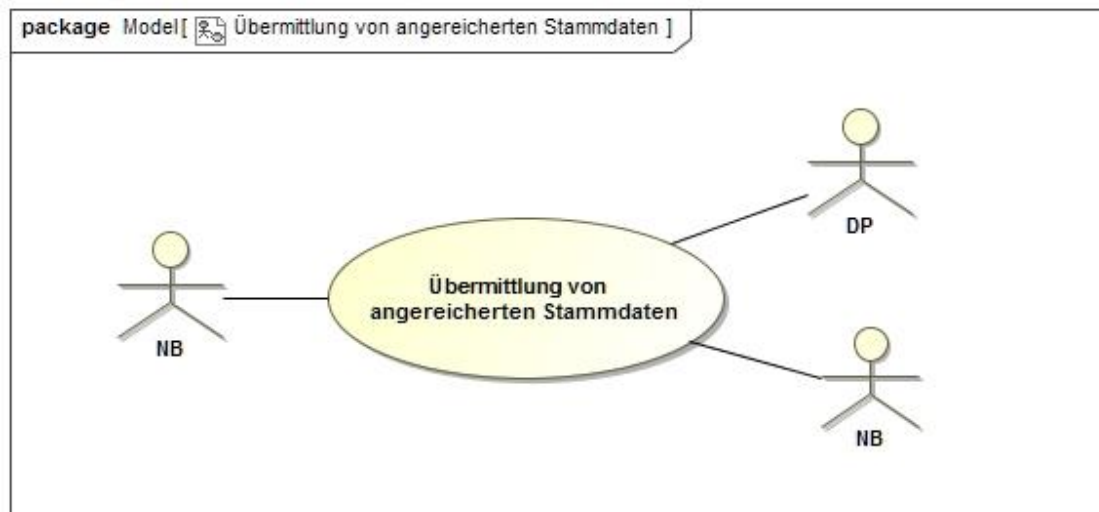 package Model[ Übermittlung von angereicherten Stammdaten ]
DP
Übermittlung von
angereicherten Stammdaten
NB
NB